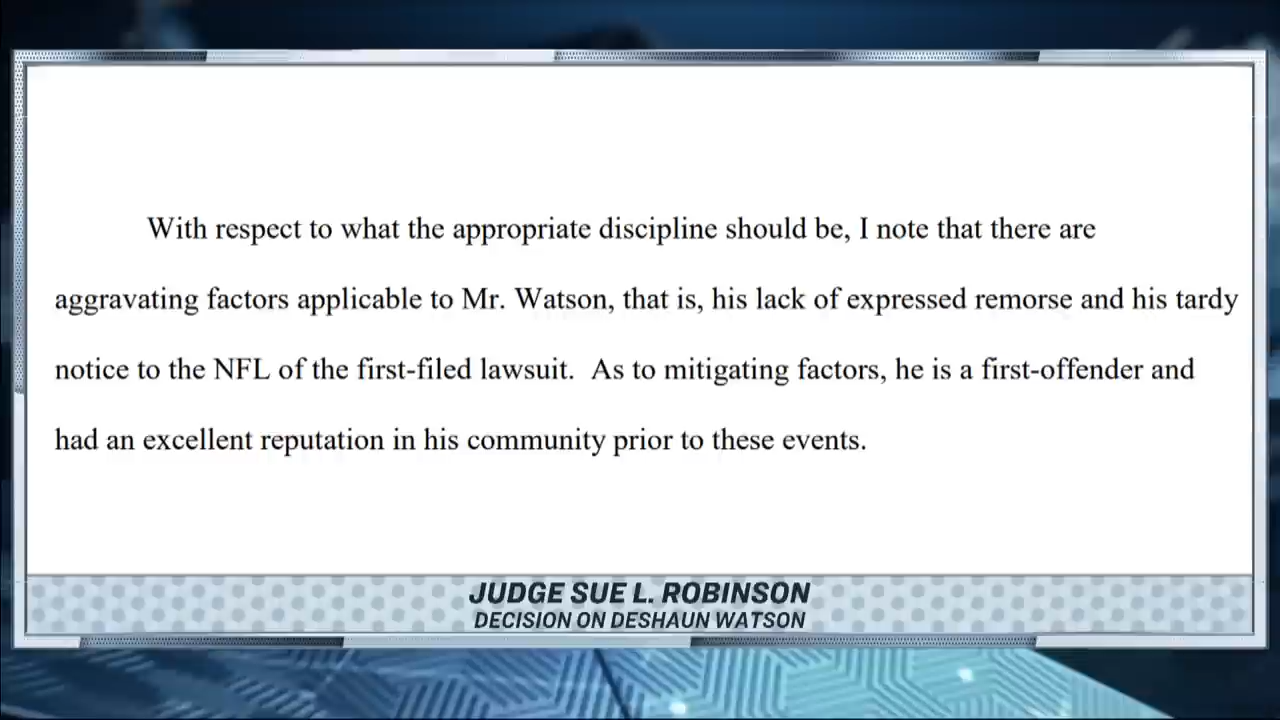 With respect to what the appropriate discipline should be, I note that there are
aggravating factors applicable to Mr. Watson, that is, his lack of expressed remorse and his tardy
notice to the NFL of the first-filed lawsuit.  As to mitigating factors, he is a first-offender and
had an excellent reputation in his community prior to these events.
JUDGE SUE L. ROBINSON
DECISION ON DESHAUN WATSON